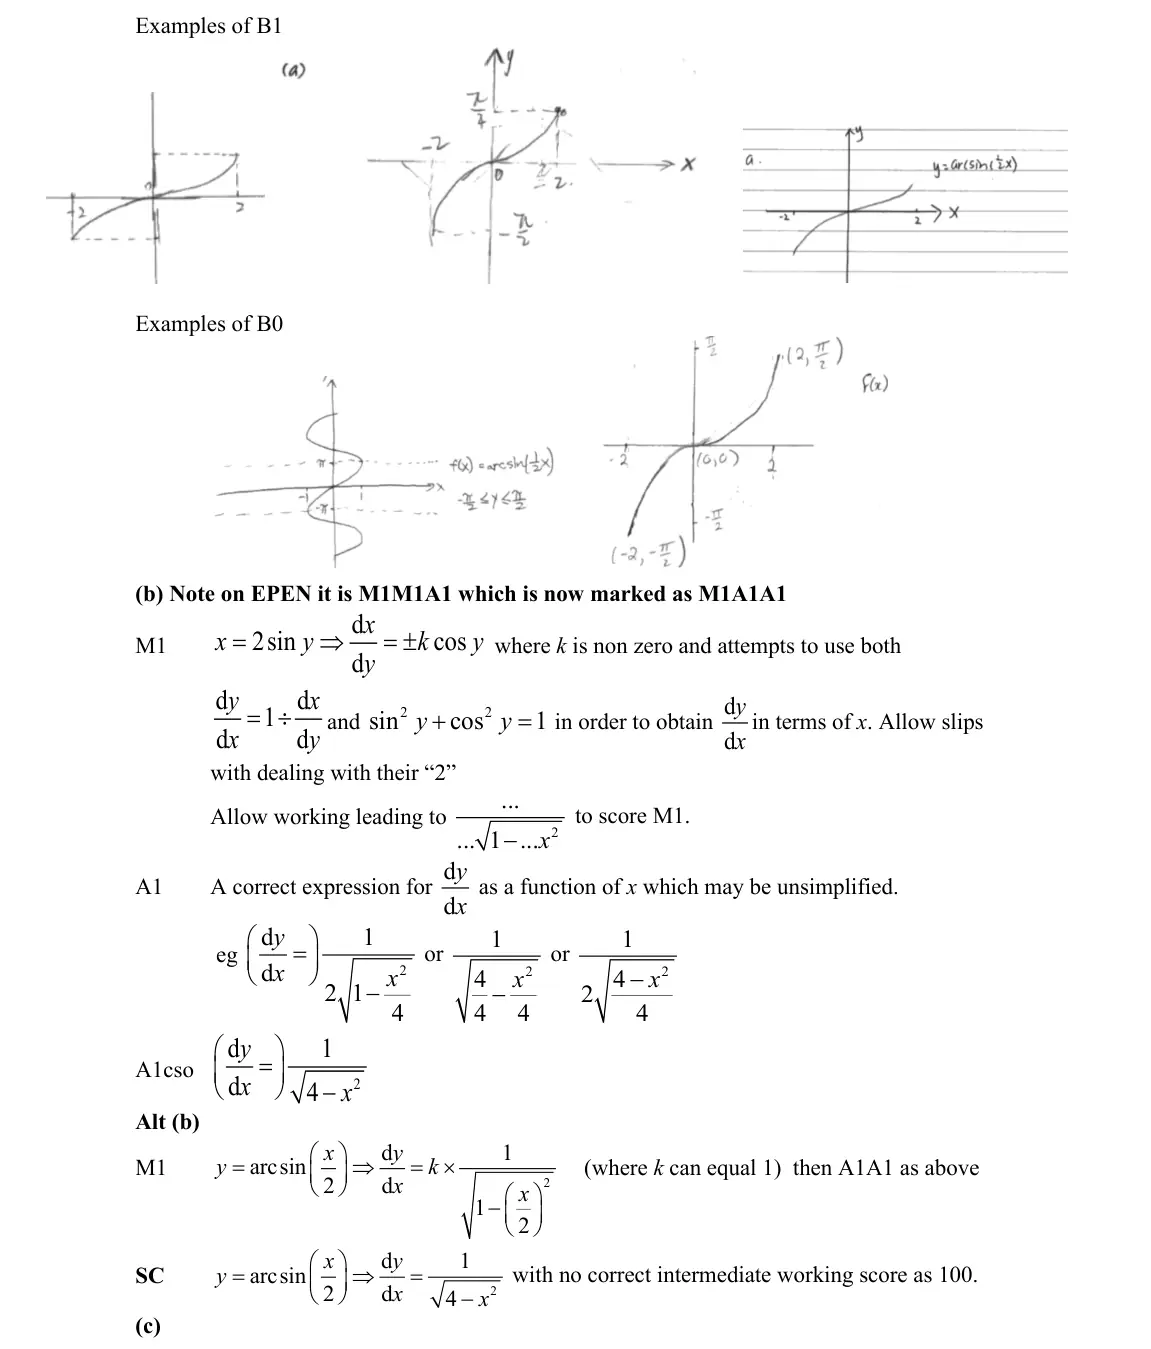 Examples of B1
(a)
y
π/4
-2
0
2
x
-π/2
-2
0
2
a.
y
y=arcsin(½x)
-2
2
x
Examples of B0
π/2
(2, π/2)
f(x)
-2
(0,0)
2
-π/2
(-2, -π/2)
π
f(x) = arcsin(½x)
x
-1
-π/2 ≤ y ≤ π/2
-π
(b) Note on EPEN it is M1M1A1 which is now marked as M1A1A1
M1 x = 2 sin y ⇒ dx/dy = ±k cos y where k is non zero and attempts to use both
dy/dx = 1 ÷ dx/dy and sin² y + cos² y = 1 in order to obtain dy/dx in terms of x. Allow slips
with dealing with their “2”
Allow working leading to .../(...√(1 − ...x²)) to score M1.
A1 A correct expression for dy/dx as a function of x which may be unsimplified.
eg (dy/dx =) 1/(2√(1 − x²/4)) or 1/√(4/4 − x²/4) or 1/(2√((4 − x²)/4))
A1cso (dy/dx =) 1/√(4 − x²)
Alt (b)
M1 y = arcsin(x/2) ⇒ dy/dx = k × 1/√(1 − (x/2)²) (where k can equal 1) then A1A1 as above
SC y = arcsin(x/2) ⇒ dy/dx = 1/√(4 − x²) with no correct intermediate working score as 100.
(c)